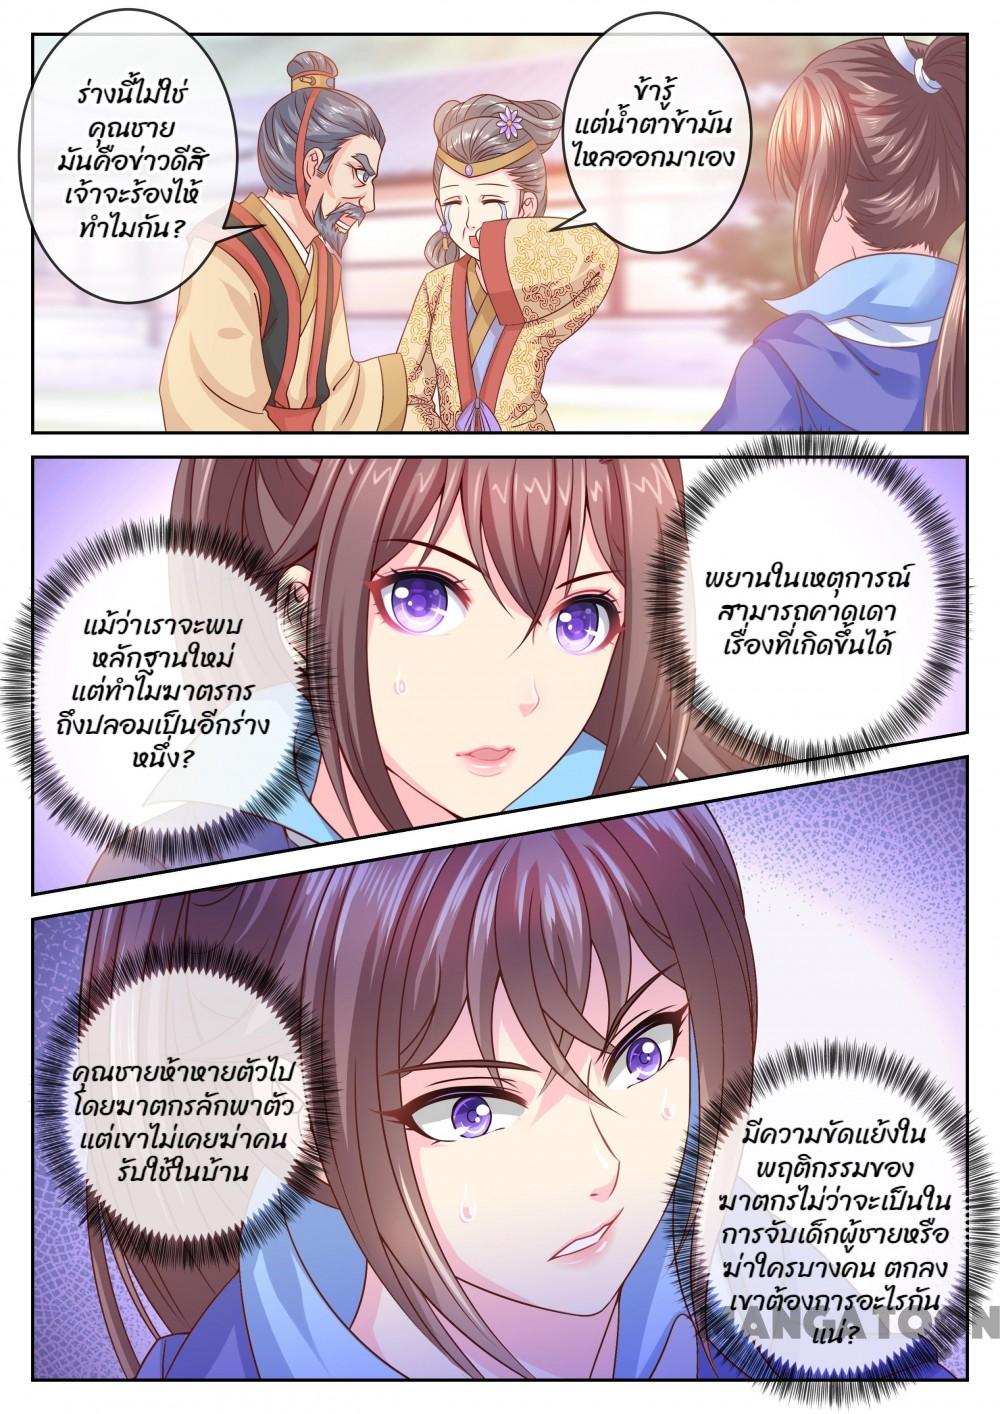 ร่างนี้ไม่ใช่
คุณชาย
มันคือข่าวดีสิ
เจ้าจะร้องไห้
ทำไมกัน?
ข้ารู้
แต่น้ำตาข้ามัน
ไหลออกมาเอง
พยานในเหตุการณ์
สามารถคาดเดา
เรื่องที่เกิดขึ้นได้
แม้ว่าเราจะพบ
หลักฐานใหม่
แต่ทำไมฆาตรกร
ถึงปลอมเป็นอีกร่าง
หนึ่ง?
คุณชายห้าหายตัวไป
โดยฆาตกรลักพาตัว
แต่เขาไม่เคยฆ่าคน
รับใช้ในบ้าน
มีความขัดแย้งใน
พฤติกรรมของ
ฆาตกรไม่ว่าจะเป็นใน
การจับเด็กผู้ชายหรือ
ฆ่าใครบางคน ตกลง
เขาต้องการอะไรกัน
แน่?
MANGATOON